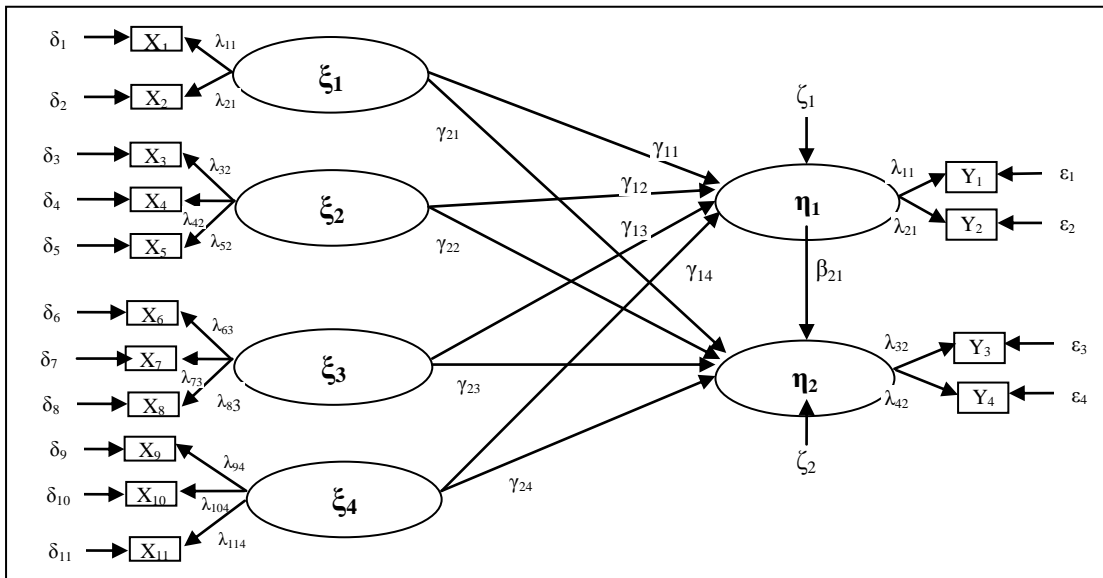 δ1 X1 λ11
ξ1
δ2 X2 λ21
γ21
ζ1
γ11
δ3 X3 λ32
γ12
λ11 Y1 ε1
δ4 X4
ξ2
η1
λ42
δ5 X5 λ52
γ22
γ13
λ21 Y2 ε2
γ14
β21
δ6 X6 λ63
δ7 X7
ξ3
λ73
γ23
λ32 Y3 ε3
η2
δ8 X8 λ83
λ42 Y4 ε4
δ9 X9 λ94
ζ2
δ10 X10 λ104
ξ4
γ24
δ11 X11 λ114